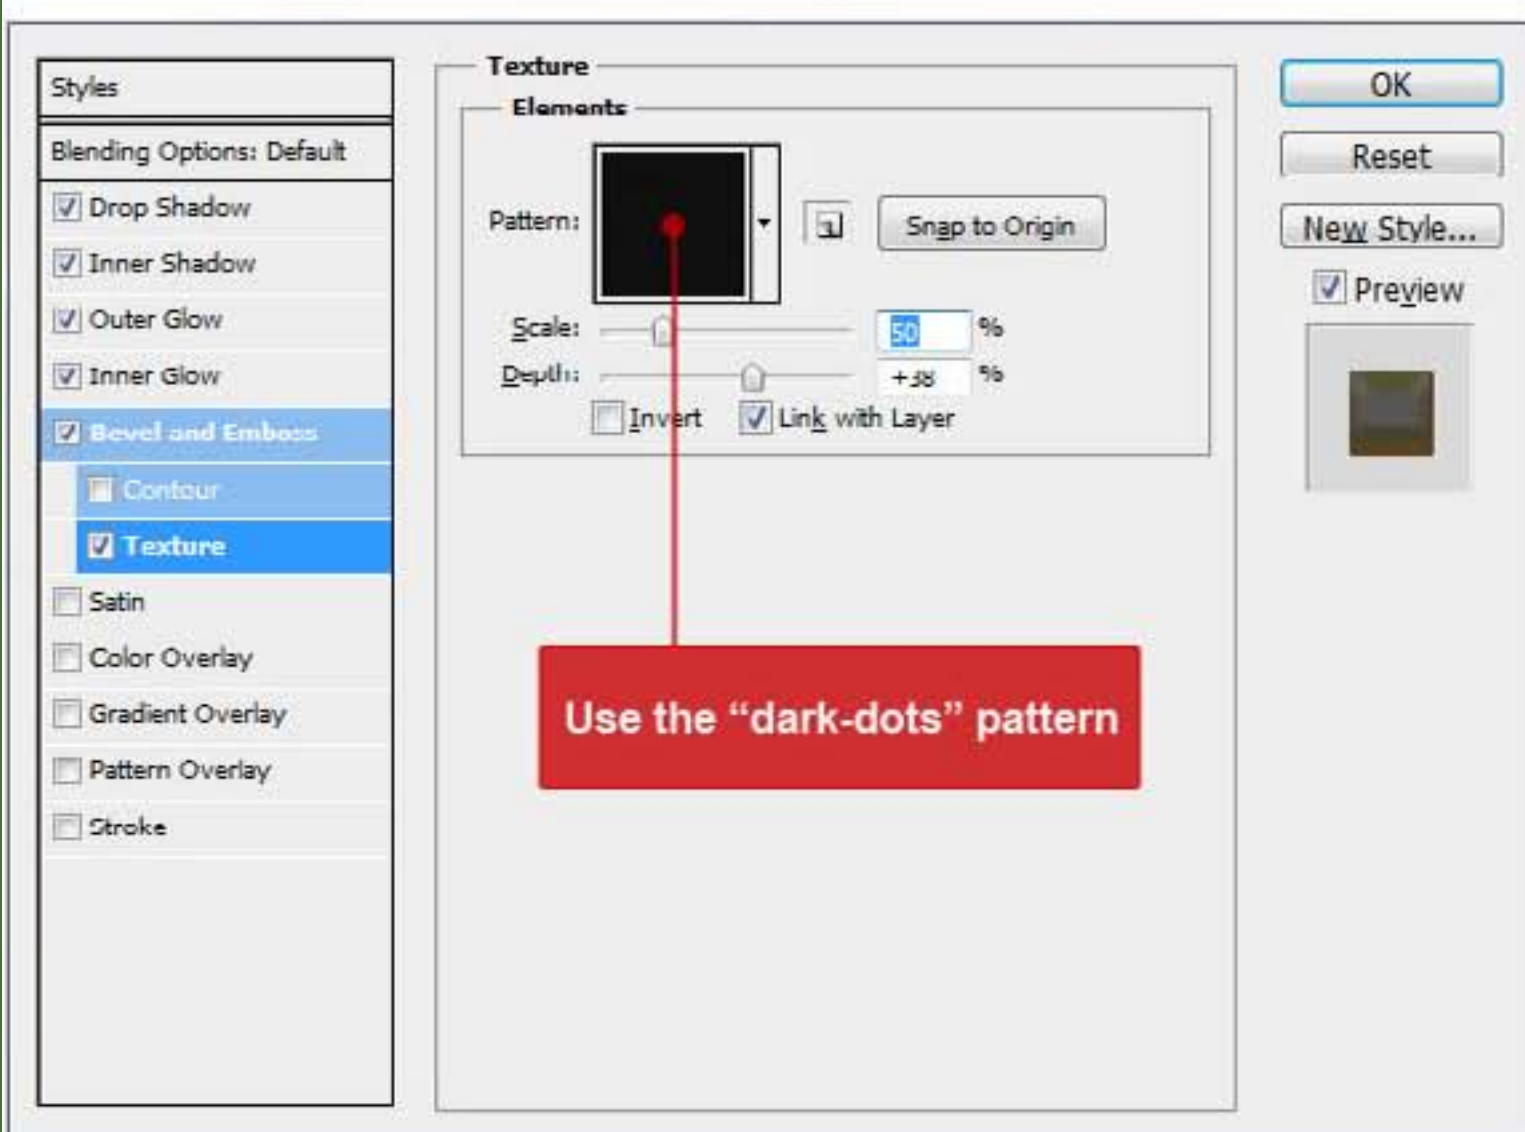 Styles
Blending Options: Default
Drop Shadow
Inner Shadow
Outer Glow
Inner Glow
Bevel and Emboss
Contour
Texture
Satin
Color Overlay
Gradient Overlay
Pattern Overlay
Stroke
Texture
Elements
Pattern:
Snap to Origin
Scale: 50 %
Depth: +38 %
Invert Link with Layer
Use the “dark-dots” pattern
OK
Reset
New Style...
Preview